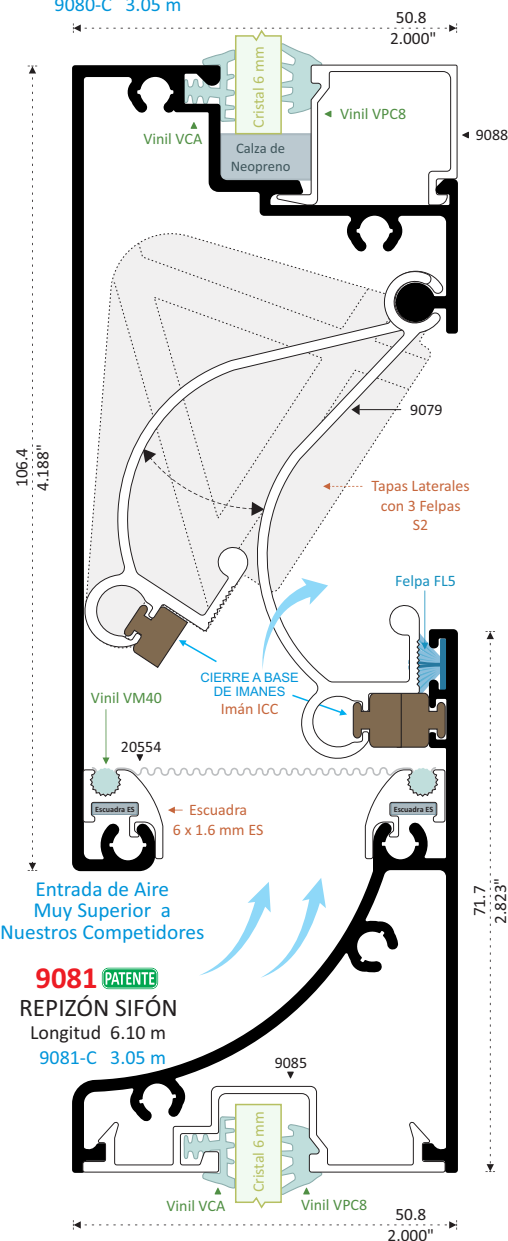 9080-C 3.05 m
50.8
2.000"
Cristal 6 mm
Vinil VPC8
Vinil VCA
9088
Calza de
Neopreno
9079
106.4
4.188"
Tapas Laterales
con 3 Felpas
S2
Felpa FL5
CIERRE A BASE
DE IMANES
Imán ICC
Vinil VM40
20554
Escuadra ES
Escuadra ES
Escuadra
6 x 1.6 mm ES
Entrada de Aire
Muy Superior a
Nuestros Competidores
71.7
2.823"
9081 PATENTE
REPIZÓN SIFÓN
Longitud 6.10 m
9081-C 3.05 m
9085
Cristal 6 mm
Vinil VCA
Vinil VPC8
50.8
2.000"